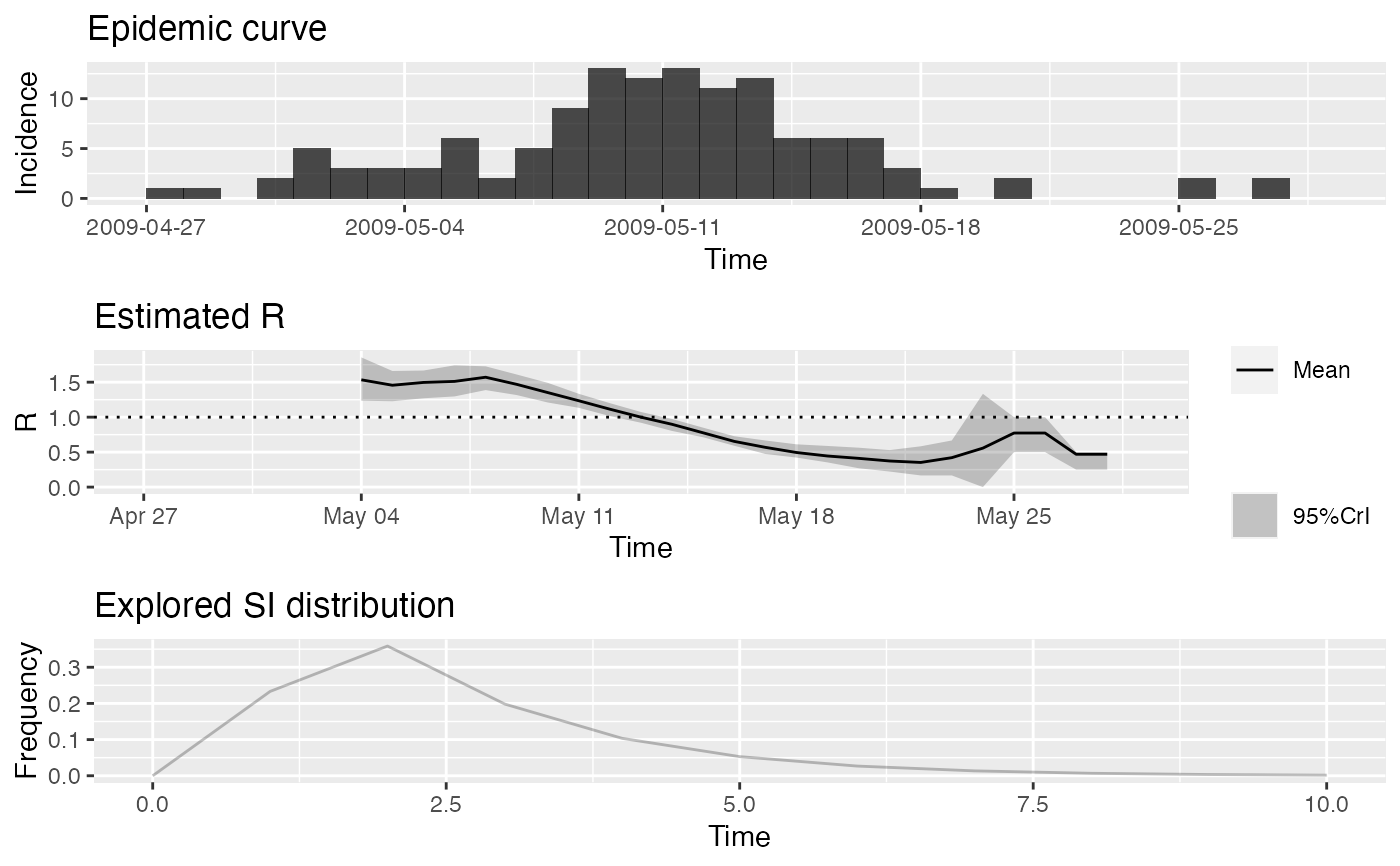 Epidemic curve
Incidence
10
5
0
2009-04-27 2009-05-04 2009-05-11 2009-05-18 2009-05-25
Time
Estimated R
R
1.5
1.0
0.5
0.0
Apr 27 May 04 May 11 May 18 May 25
Time
Mean
95%CrI
Explored SI distribution
Frequency
0.3
0.2
0.1
0.0
0.0 2.5 5.0 7.5 10.0
Time